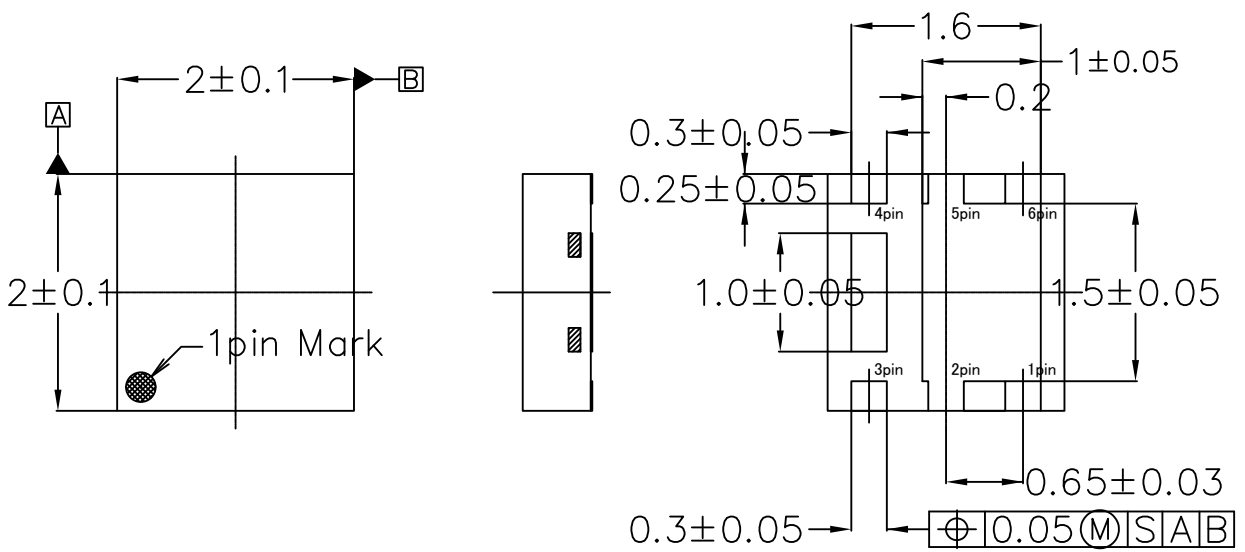 1.6
2±0.1
B
1±0.05
A
0.2
0.3±0.05
0.25±0.05
4pin
5pin
6pin
2±0.1
1.0±0.05
1.5±0.05
1pin Mark
3pin
2pin
1pin
0.65±0.03
0.3±0.05
⌖ 0.05 Ⓜ S A B